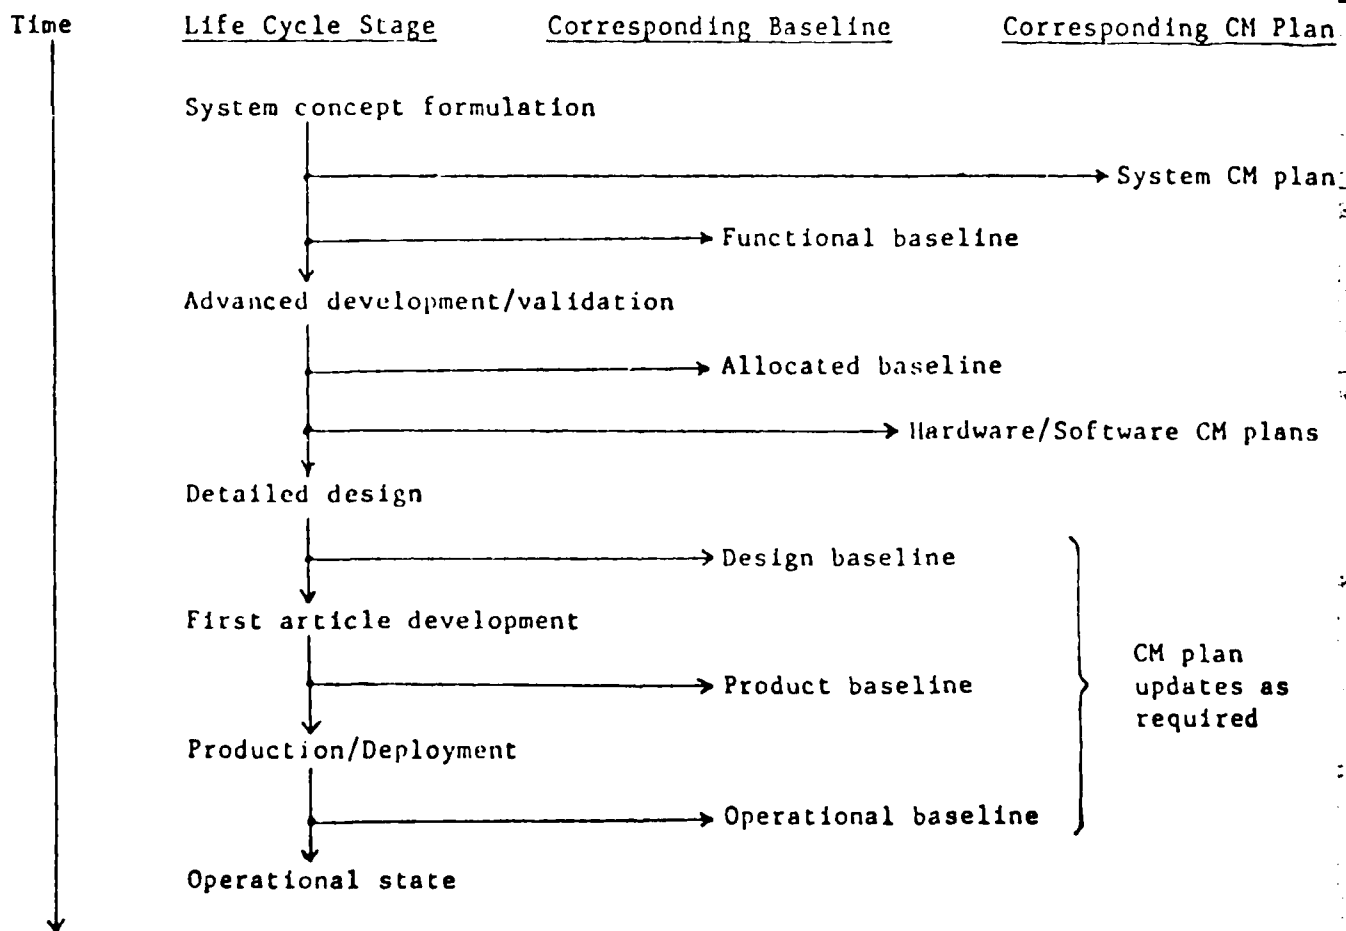 Time Life Cycle Stage Corresponding Baseline Corresponding CM Plan
System concept formulation
System CM plan
Functional baseline
Advanced development/validation
Allocated baseline
Hardware/Software CM plans
Detailed design
Design baseline
First article development
CM plan
updates as
required
Product baseline
Production/Deployment
Operational baseline
Operational state